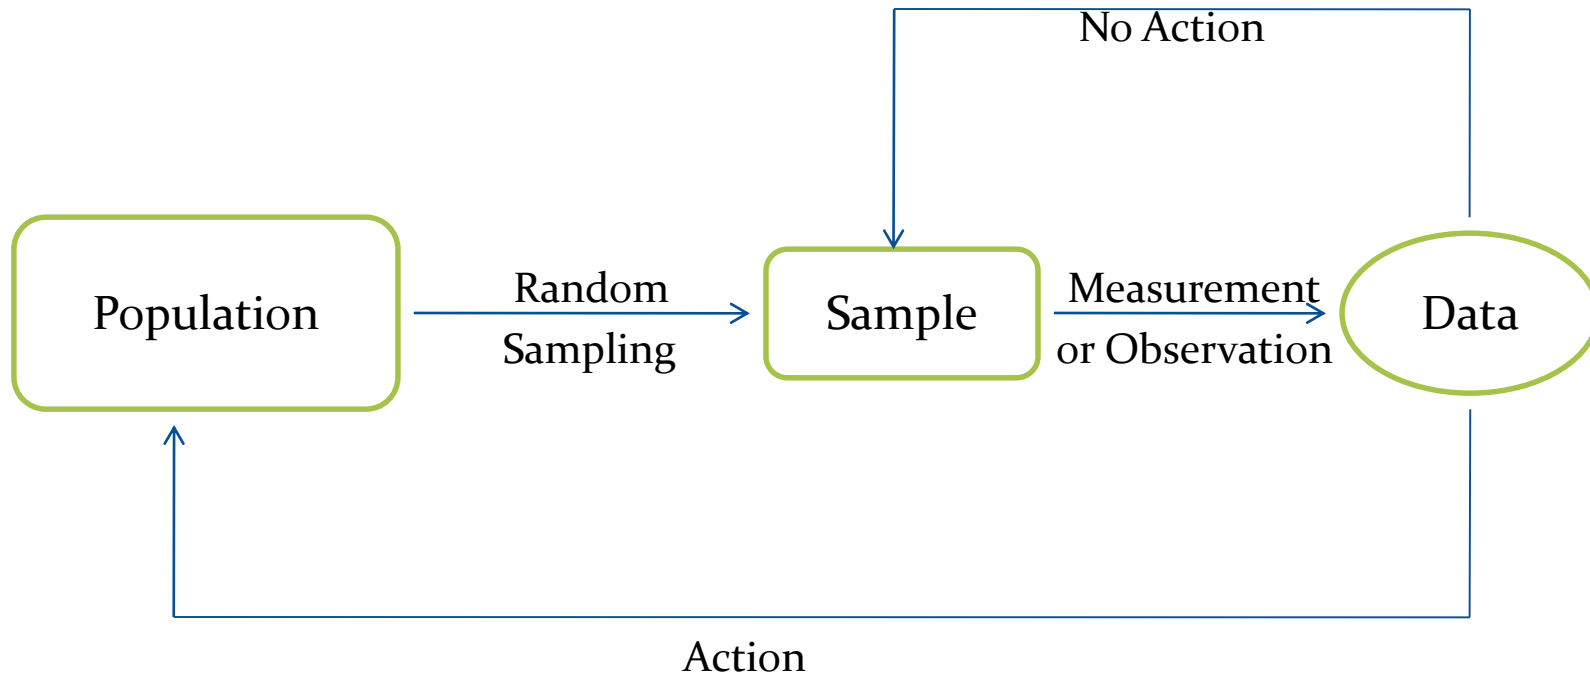 No Action
Population
Random
Sampling
Sample
Measurement
or Observation
Data
Action